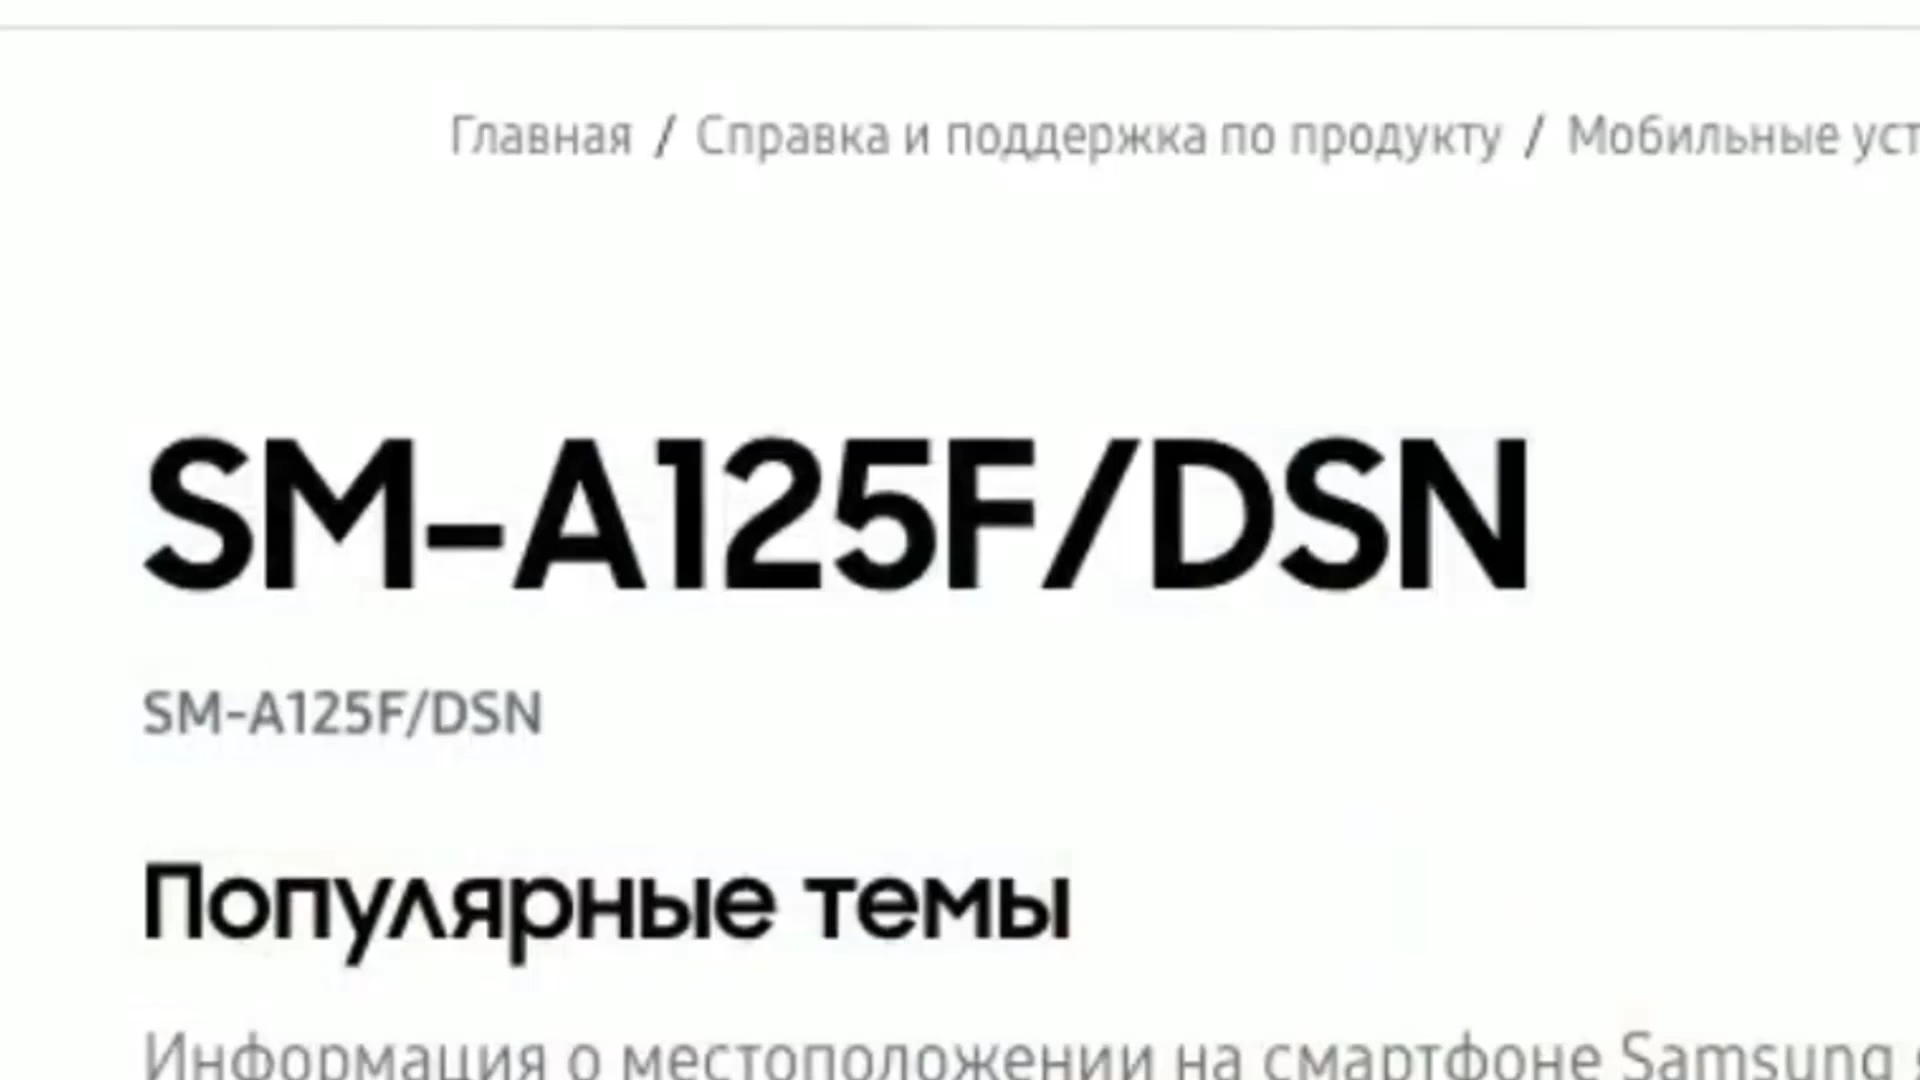 Главная / Справка и поддержка по продукту / Мобильные уст
SM-A125F/DSN
SM-A125F/DSN
Популярные темы
Информация о местоположении на смартфоне Samsung